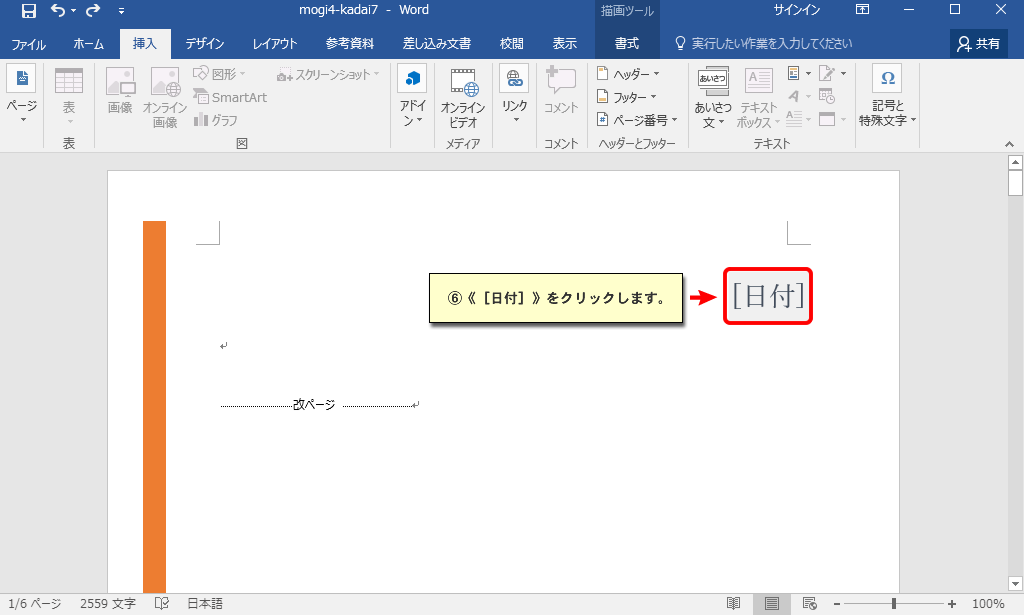 mogi4-kadai7 - Word
描画ツール
サインイン
ファイル
ホーム
挿入
デザイン
レイアウト
参考資料
差し込み文書
校閲
表示
書式
実行したい作業を入力してください
共有
ページ
表
画像
オンライン
画像
図形
SmartArt
グラフ
スクリーンショット
アドイ
ン
オンライン
ビデオ
リンク
コメント
ヘッダー
フッター
ページ番号
あいさつ
あいさつ
文
テキスト
ボックス
記号と
特殊文字
表
図
メディア
コメント
ヘッダーとフッター
テキスト
⑥《［日付］》をクリックします。
[日付]
改ページ
1/6 ページ
2559 文字
日本語
100%